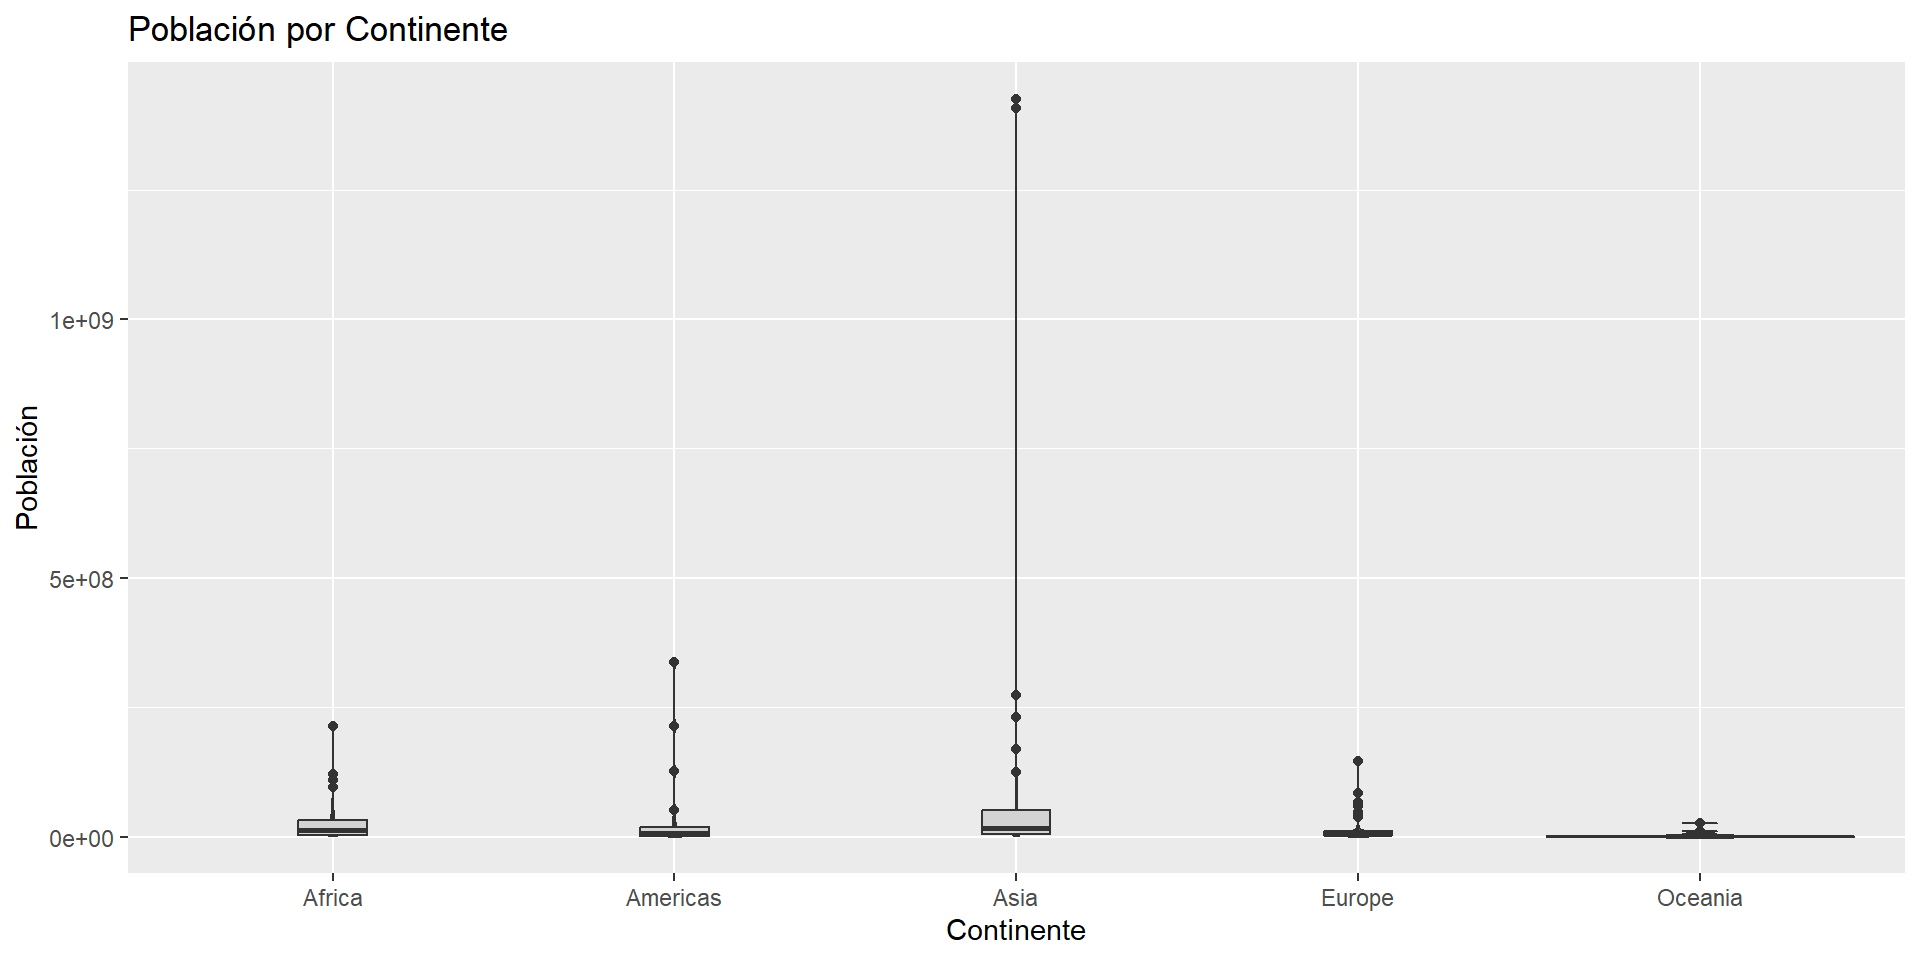 Población por Continente
Población
1e+09
5e+08
0e+00
Africa
Americas
Asia
Europe
Oceania
Continente